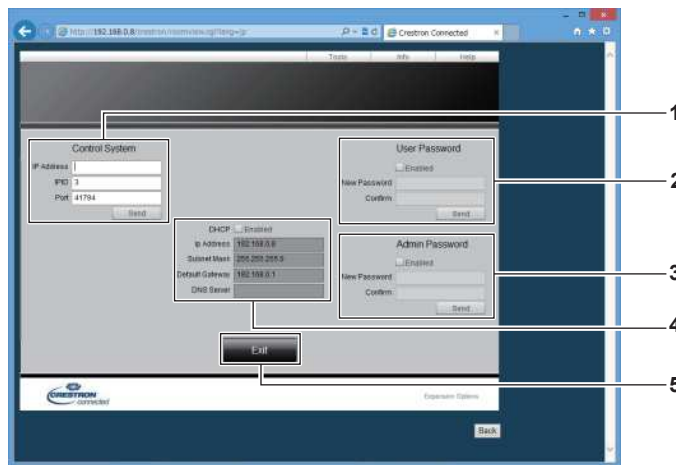 http://192.168.0.8/crestron/roomview.cgi?lang=jp
Crestron Connected
Tools Info Help
1
Control System
IP Address
IPID 3
Port 41794
Send
User Password
Enabled
New Password
Confirm
Send
2
DHCP Enabled
Ip Address 192.168.0.8
Subnet Mask 255.255.255.0
Default Gateway 192.168.0.1
DNS Server
Admin Password
Enabled
New Password
Confirm
Send
3
4
Exit
5
CRESTRON
connected
Expansion Options
Back